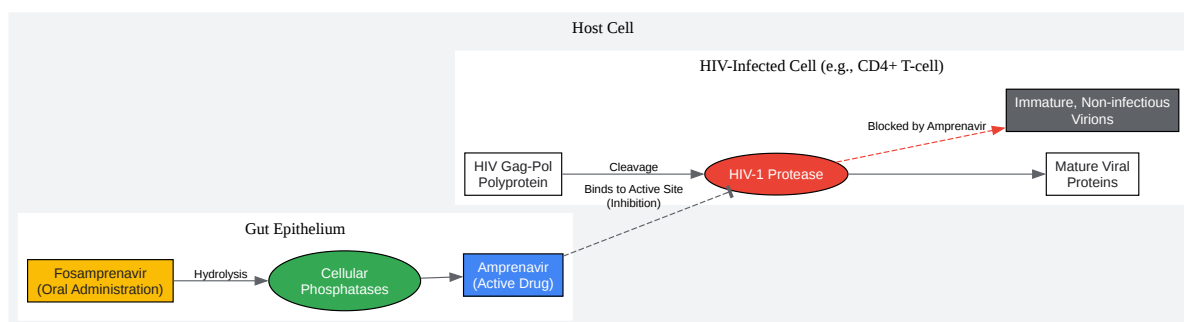 Host Cell
HIV-Infected Cell (e.g., CD4+ T-cell)
Immature, Non-infectious
Virions
Blocked by Amprenavir
HIV Gag-Pol
Polyprotein
Cleavage
HIV-1 Protease
Mature Viral
Proteins
Binds to Active Site
(Inhibition)
Gut Epithelium
Fosamprenavir
(Oral Administration)
Hydrolysis
Cellular
Phosphatases
Amprenavir
(Active Drug)